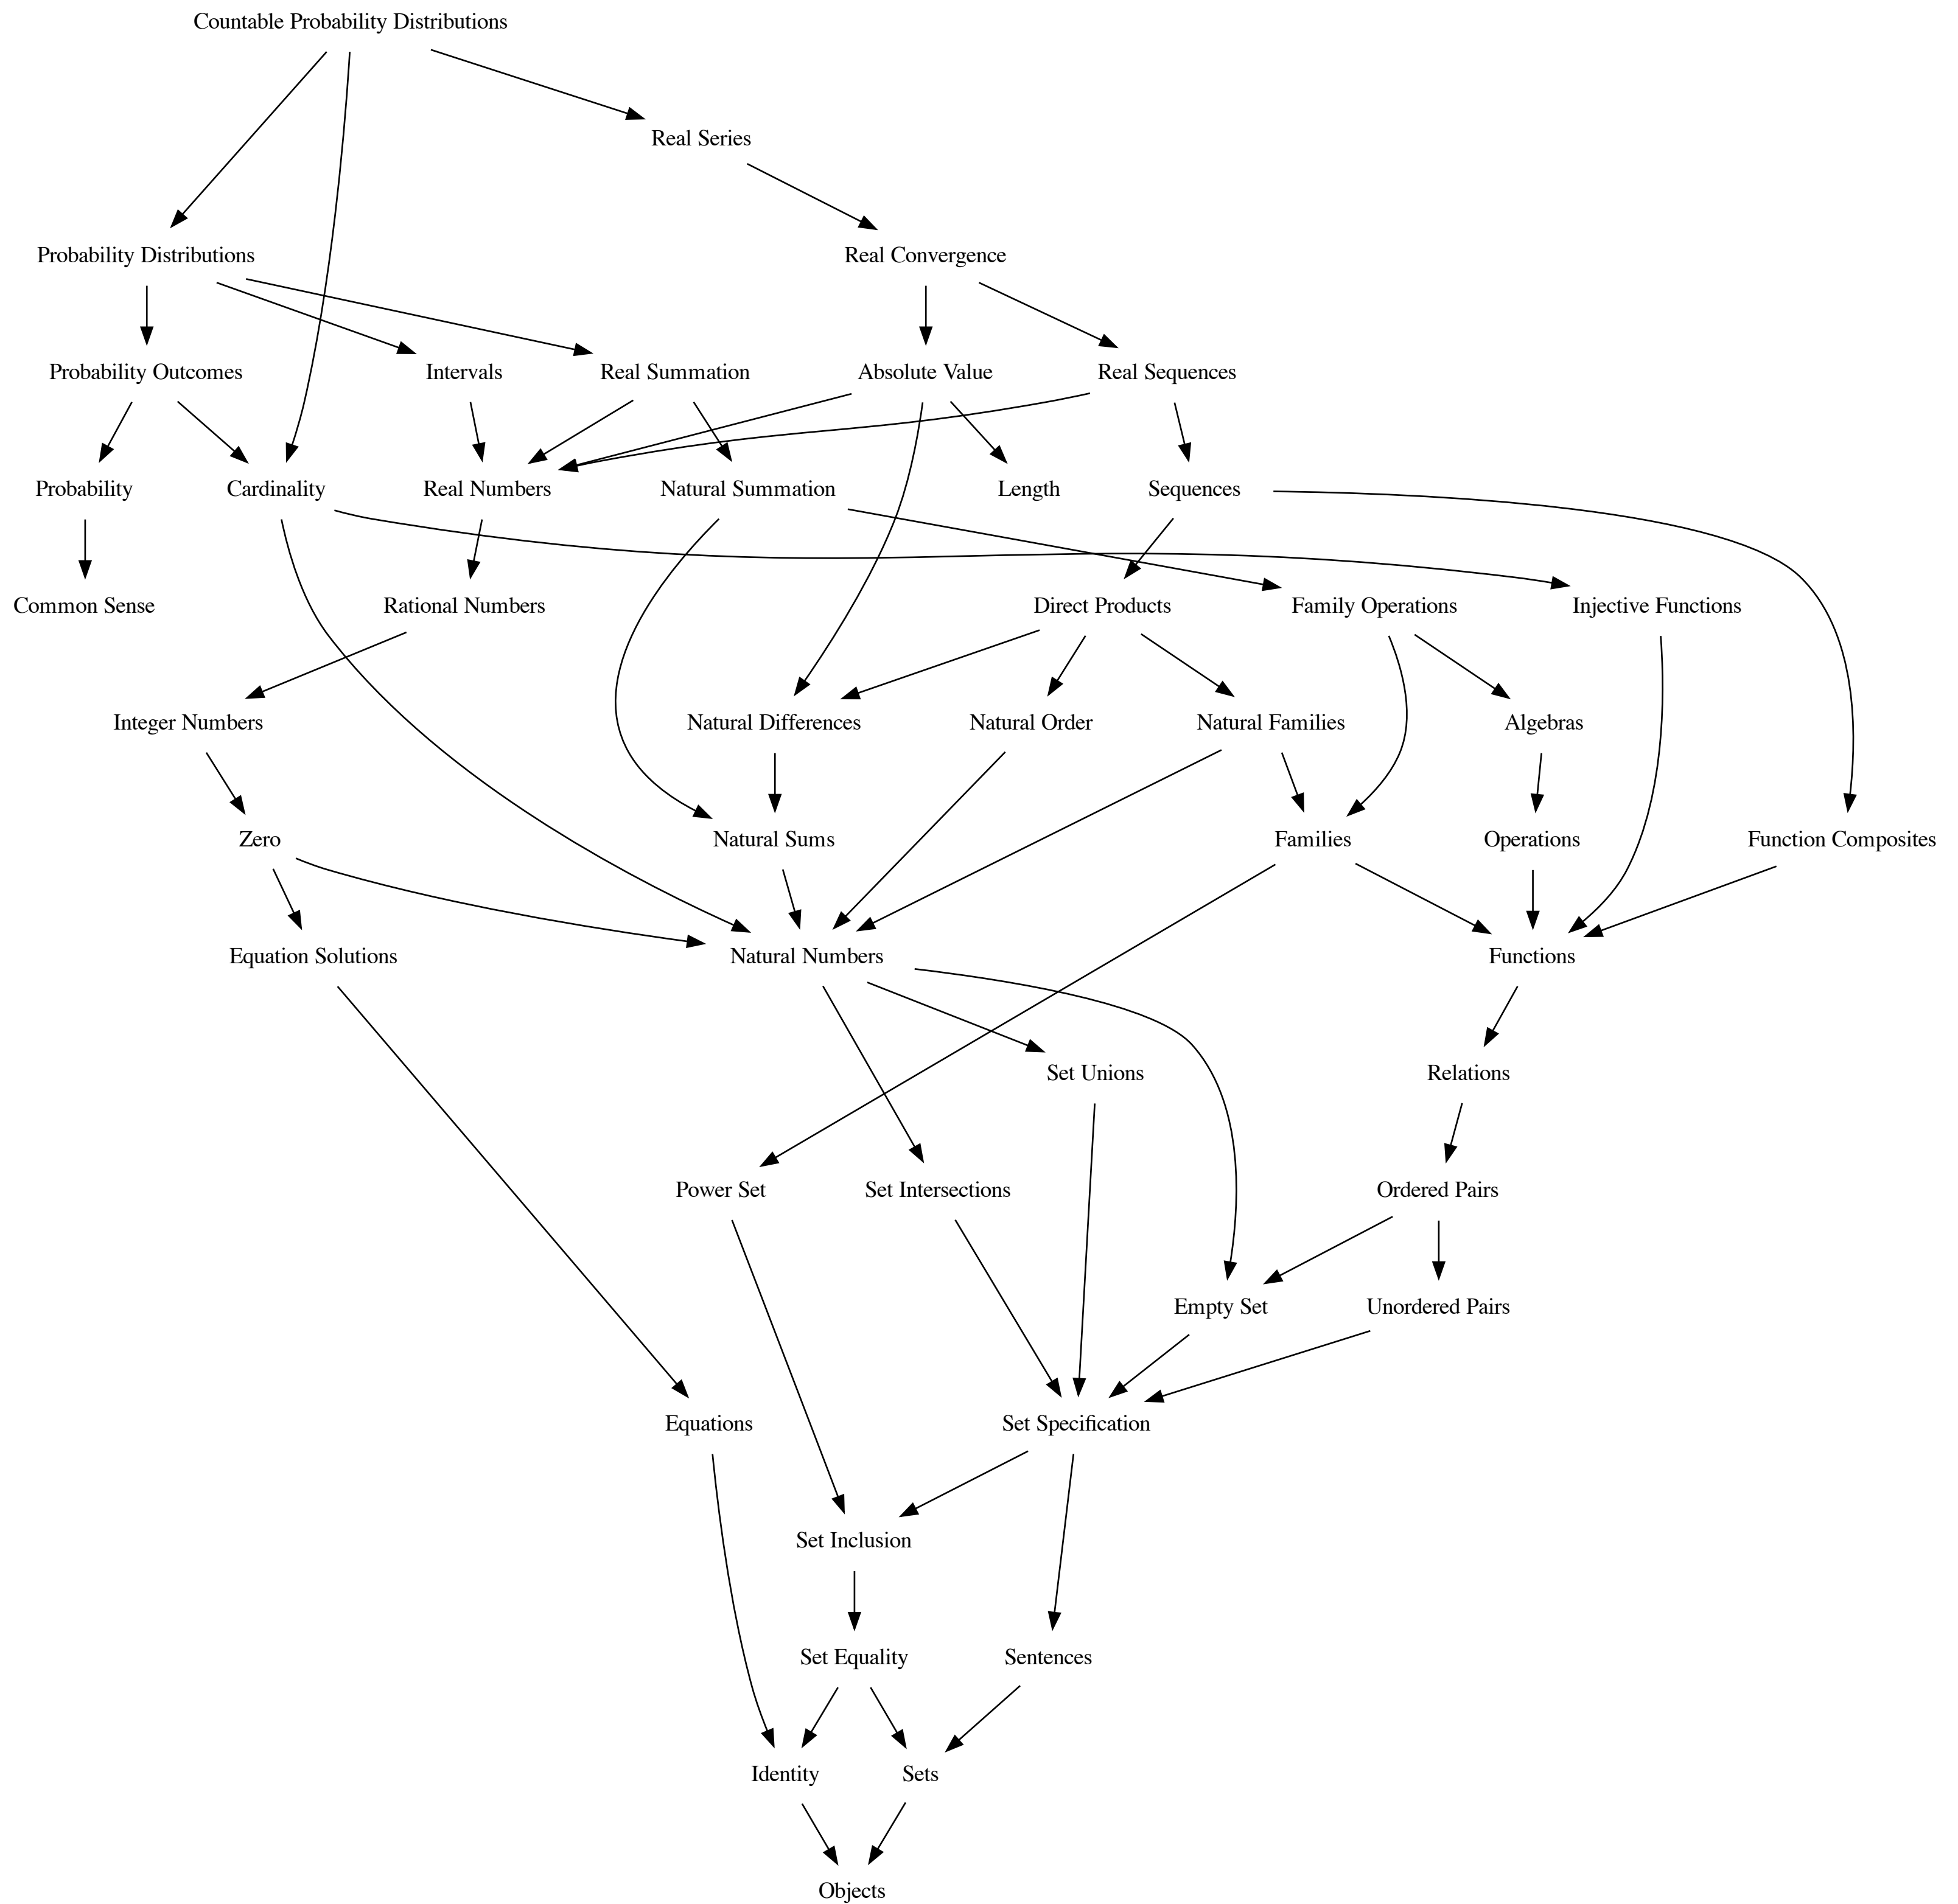 Countable Probability Distributions
Real Series
Probability Distributions
Real Convergence
Probability Outcomes
Intervals
Real Summation
Absolute Value
Real Sequences
Probability
Cardinality
Real Numbers
Natural Summation
Length
Sequences
Common Sense
Rational Numbers
Direct Products
Family Operations
Injective Functions
Integer Numbers
Natural Differences
Natural Order
Natural Families
Algebras
Zero
Natural Sums
Families
Operations
Function Composites
Equation Solutions
Natural Numbers
Functions
Set Unions
Relations
Power Set
Set Intersections
Ordered Pairs
Empty Set
Unordered Pairs
Equations
Set Specification
Set Inclusion
Set Equality
Sentences
Identity
Sets
Objects